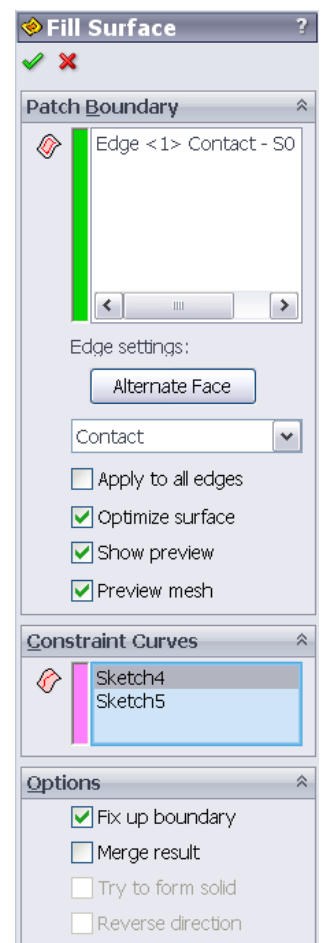 Fill Surface ?
Patch Boundary
Edge <1> Contact - S0
Edge settings:
Alternate Face
Contact
Apply to all edges
Optimize surface
Show preview
Preview mesh
Constraint Curves
Sketch4
Sketch5
Options
Fix up boundary
Merge result
Try to form solid
Reverse direction